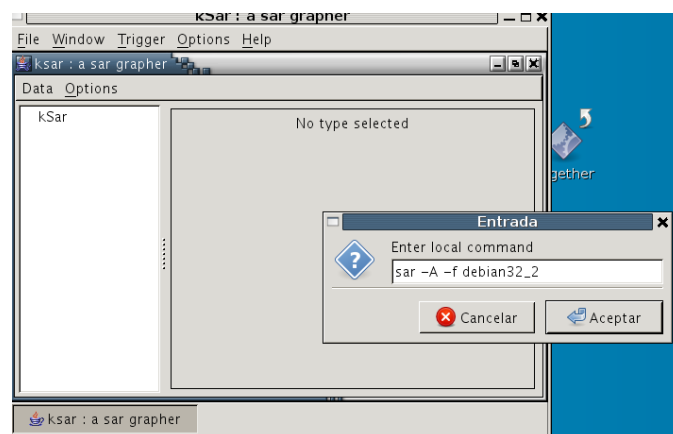 kSar : a sar grapher
File Window Trigger Options Help
ksar : a sar grapher
Data Options
kSar
No type selected
gether
Entrada
Enter local command
sar -A -f debian32_2
Cancelar
Aceptar
ksar : a sar grapher